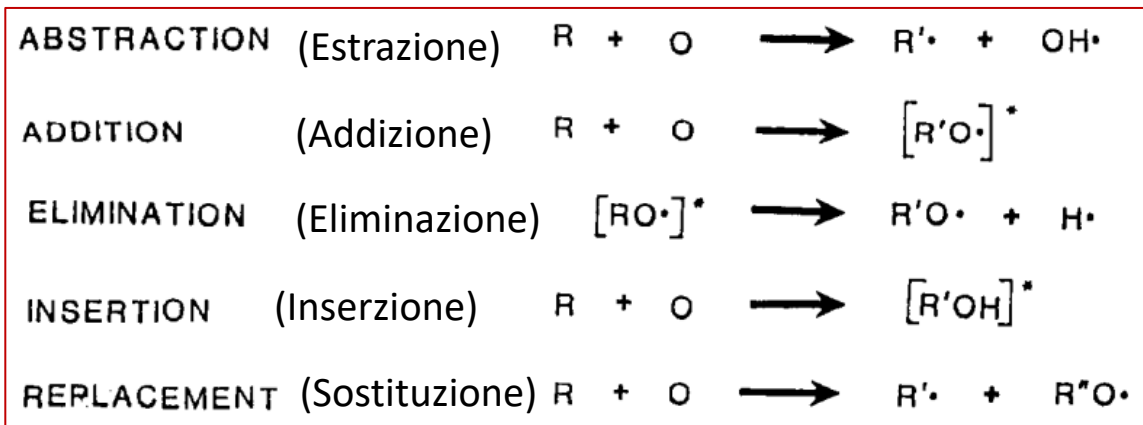 ABSTRACTION (Estrazione) R + O ⟶ R'• + OH•
ADDITION (Addizione) R + O ⟶ [R'O•]*
ELIMINATION (Eliminazione) [RO•]* ⟶ R'O• + H•
INSERTION (Inserzione) R + O ⟶ [R'OH]*
REPLACEMENT (Sostituzione) R + O ⟶ R'• + R"O•